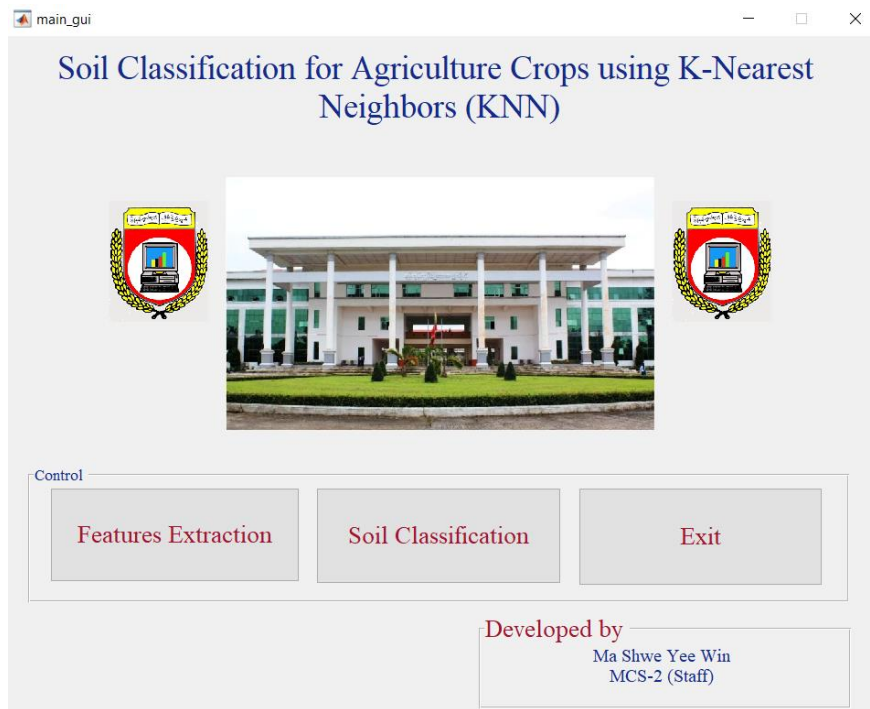 main_gui
Soil Classification for Agriculture Crops using K-Nearest
Neighbors (KNN)
Control
Features Extraction
Soil Classification
Exit
Developed by
Ma Shwe Yee Win
MCS-2 (Staff)